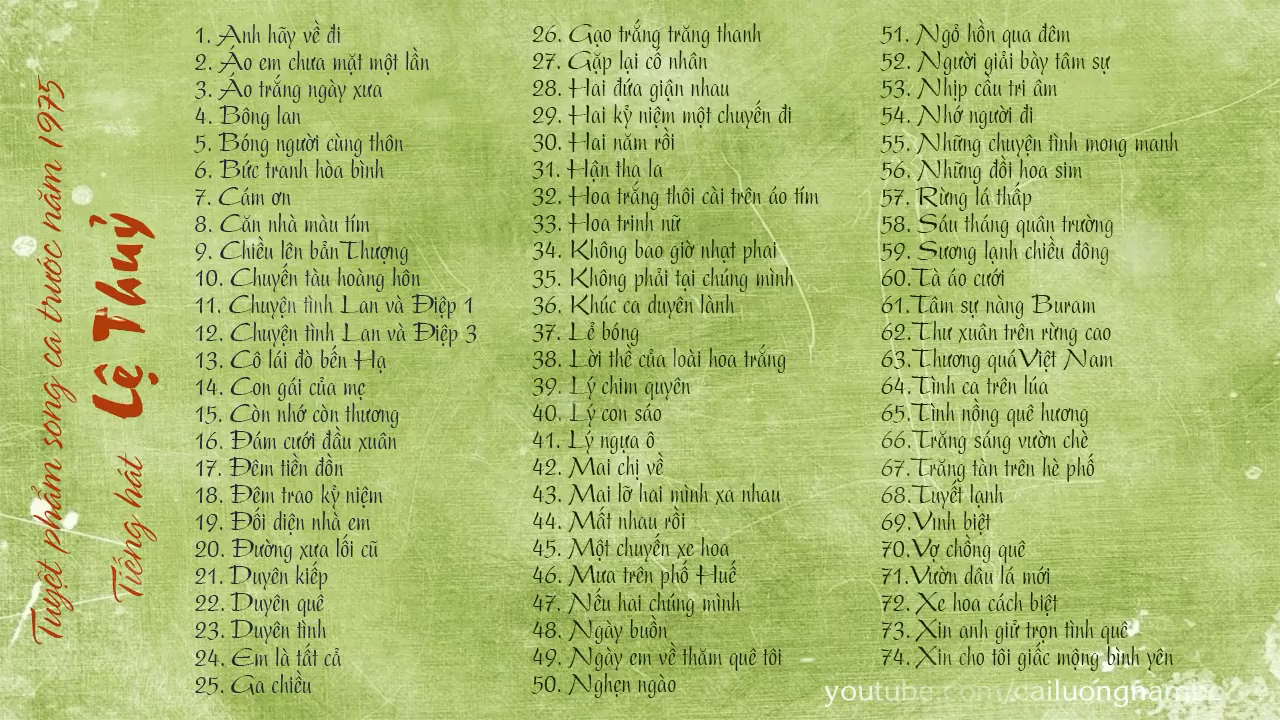 Tuyệt phẩm song ca trước năm 1975
Tiếng hát Lệ Thuỷ
1. Anh hãy về đi
2. Áo em chưa mặt một lần
3. Áo trắng ngày xưa
4. Bông lan
5. Bóng người cùng thôn
6. Bức tranh hòa bình
7. Cám ơn
8. Căn nhà màu tím
9. Chiều lên bản Thượng
10. Chuyến tàu hoàng hôn
11. Chuyện tình Lan và Điệp 1
12. Chuyện tình Lan và Điệp 3
13. Cô lái đò bến Hạ
14. Con gái của mẹ
15. Còn nhớ còn thương
16. Đám cưới đầu xuân
17. Đêm tiền đồn
18. Đêm trao kỷ niệm
19. Đối diện nhà em
20. Đường xưa lối cũ
21. Duyên kiếp
22. Duyên quê
23. Duyên tình
24. Em là tất cả
25. Ga chiều
26. Gạo trắng trăng thanh
27. Gặp lại cố nhân
28. Hai đứa giận nhau
29. Hai kỷ niệm một chuyến đi
30. Hai năm rồi
31. Hận tha la
32. Hoa trắng thôi cài trên áo tím
33. Hoa trinh nữ
34. Không bao giờ nhạt phai
35. Không phải tại chúng mình
36. Khúc ca duyên lành
37. Lẻ bóng
38. Lời thề của loài hoa trắng
39. Lý chim quyên
40. Lý con sáo
41. Lý ngựa ô
42. Mai chị về
43. Mai lỡ hai mình xa nhau
44. Mất nhau rồi
45. Một chuyến xe hoa
46. Mưa trên phố Huế
47. Nếu hai chúng mình
48. Ngày buồn
49. Ngày em về thăm quê tôi
50. Nghẹn ngào
51. Ngỏ hồn qua đêm
52. Người giải bày tâm sự
53. Nhịp cầu tri âm
54. Nhớ người đi
55. Những chuyện tình mong manh
56. Những đồi hoa sim
57. Rừng lá thấp
58. Sáu tháng quân trường
59. Sương lạnh chiều đông
60. Tà áo cưới
61. Tâm sự nàng Buram
62. Thư xuân trên rừng cao
63. Thương quá Việt Nam
64. Tình ca trên lúa
65. Tình nồng quê hương
66. Trăng sáng vườn chè
67. Trăng tàn trên hè phố
68. Tuyết lạnh
69. Vĩnh biệt
70. Vợ chồng quê
71. Vườn dâu lá mới
72. Xe hoa cách biệt
73. Xin anh giử trọn tình quê
74. Xin cho tôi giấc mộng bình yên
youtube.com/cailuongnambo